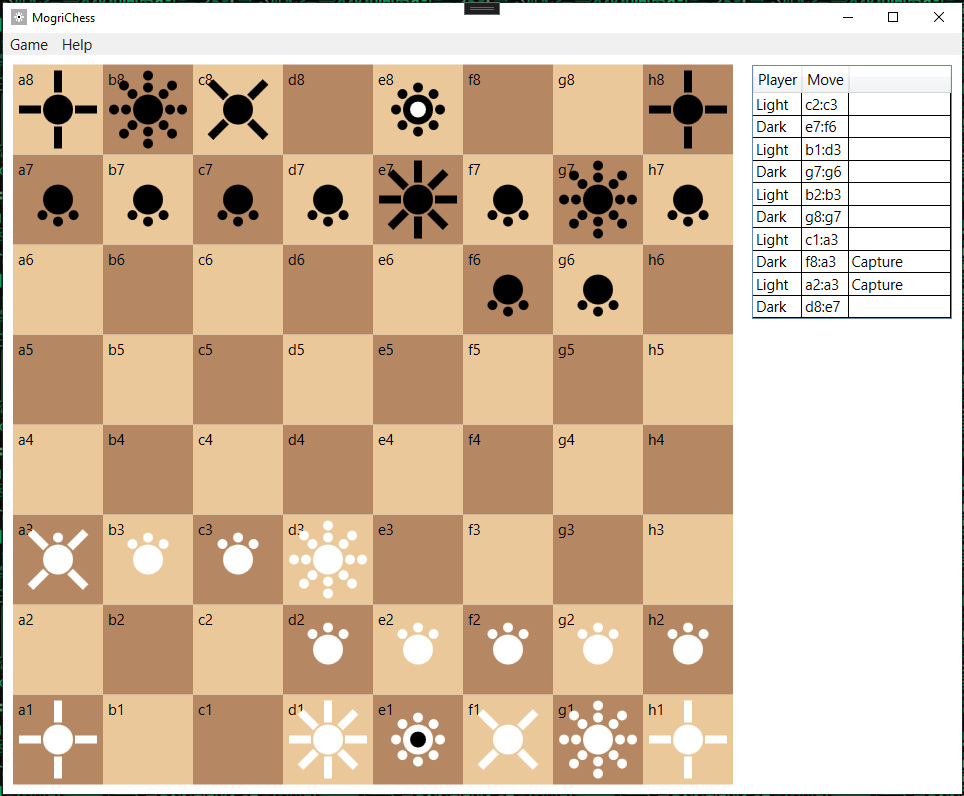 MogriChess
Game Help
a8 b8 c8 d8 e8 f8 g8 h8
a7 b7 c7 d7 e7 f7 g7 h7
a6 b6 c6 d6 e6 f6 g6 h6
a5 b5 c5 d5 e5 f5 g5 h5
a4 b4 c4 d4 e4 f4 g4 h4
a3 b3 c3 d3 e3 f3 g3 h3
a2 b2 c2 d2 e2 f2 g2 h2
a1 b1 c1 d1 e1 f1 g1 h1
Player Move
Light c2:c3
Dark e7:f6
Light b1:d3
Dark g7:g6
Light b2:b3
Dark g8:g7
Light c1:a3
Dark f8:a3 Capture
Light a2:a3 Capture
Dark d8:e7